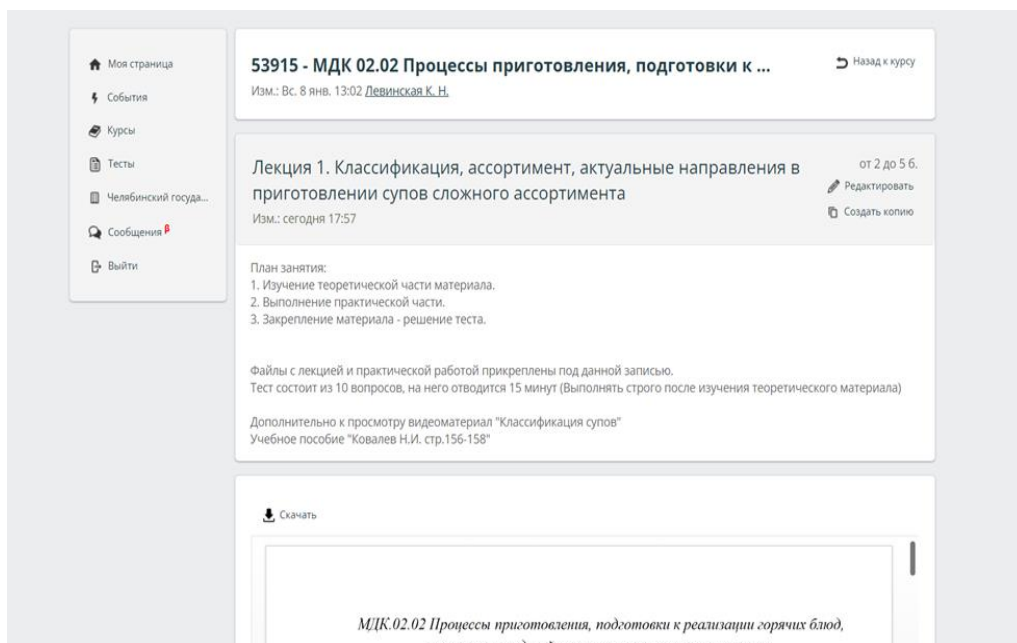 Моя страница
События
Курсы
Тесты
Челябинский госуда...
Сообщения β
Выйти
53915 - МДК 02.02 Процессы приготовления, подготовки к ...
Назад к курсу
Изм.: Вс. 8 янв. 13:02 Левинская К. Н.
Лекция 1. Классификация, ассортимент, актуальные направления в
приготовлении супов сложного ассортимента
Изм.: сегодня 17:57
от 2 до 5 б.
Редактировать
Создать копию
План занятия:
1. Изучение теоретической части материала.
2. Выполнение практической части.
3. Закрепление материала - решение теста.
Файлы с лекцией и практической работой прикреплены под данной записью.
Тест состоит из 10 вопросов, на него отводится 15 минут (Выполнять строго после изучения теоретического материала)
Дополнительно к просмотру видеоматериал "Классификация супов"
Учебное пособие "Ковалев Н.И. стр.156-158"
Скачать
МДК.02.02 Процессы приготовления, подготовки к реализации горячих блюд,